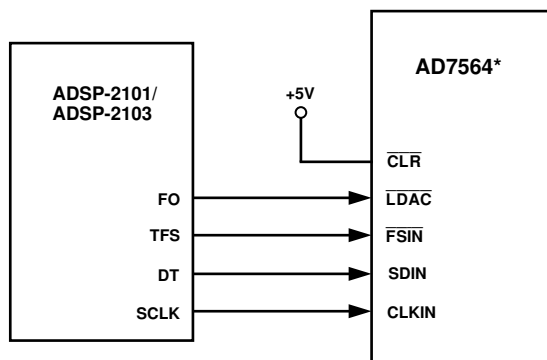 ADSP-2101/
ADSP-2103
FO
TFS
DT
SCLK
+5V
AD7564*
CLR
LDAC
FSIN
SDIN
CLKIN